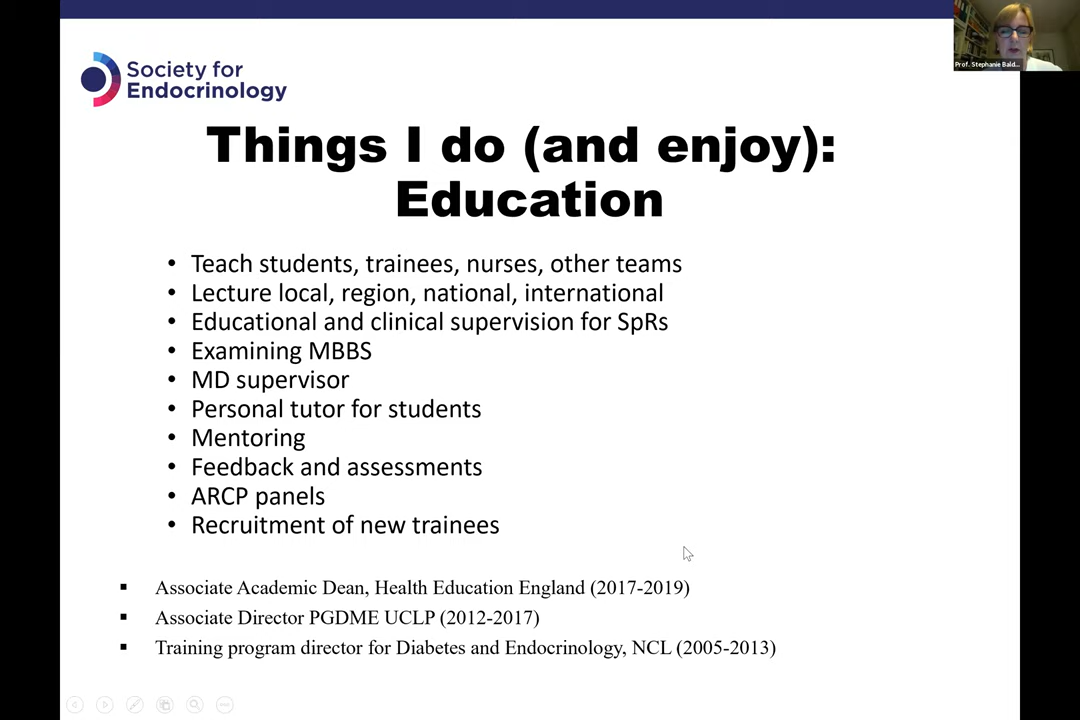 Prof. Stephanie Bald...
Society for
Endocrinology
Things I do (and enjoy):
Education
• Teach students, trainees, nurses, other teams
• Lecture local, region, national, international
• Educational and clinical supervision for SpRs
• Examining MBBS
• MD supervisor
• Personal tutor for students
• Mentoring
• Feedback and assessments
• ARCP panels
• Recruitment of new trainees
▪ Associate Academic Dean, Health Education England (2017-2019)
▪ Associate Director PGDME UCLP (2012-2017)
▪ Training program director for Diabetes and Endocrinology, NCL (2005-2013)